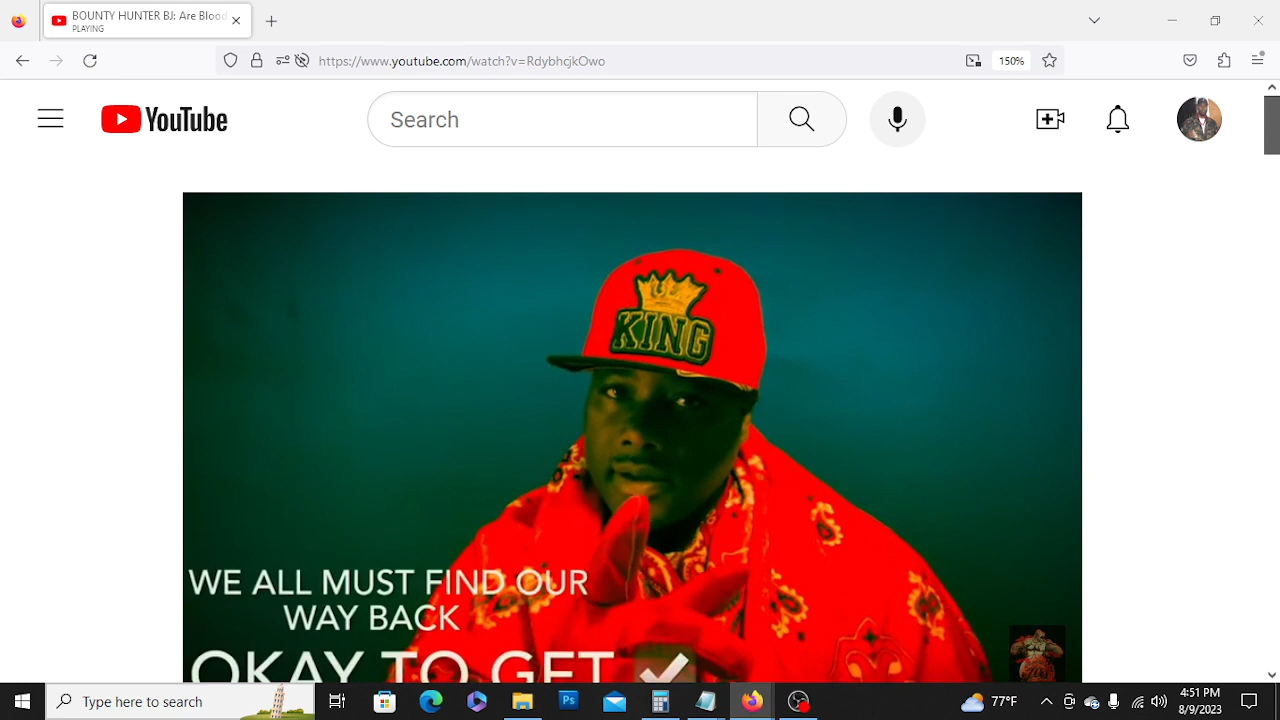 BOUNTY HUNTER BJ: Are Blood
PLAYING
https://www.youtube.com/watch?v=RdybhcjkOwo
150%
YouTube
Search
KING
WE ALL MUST FIND OUR
WAY BACK
OKAY TO GET
Type here to search
Ps
77°F
4:51 PM
8/9/2023